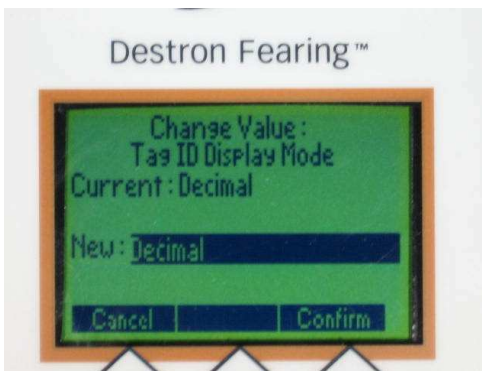 Destron Fearing™
Change Value:
Tag ID Display Mode
Current: Decimal
New: Decimal
Cancel Confirm